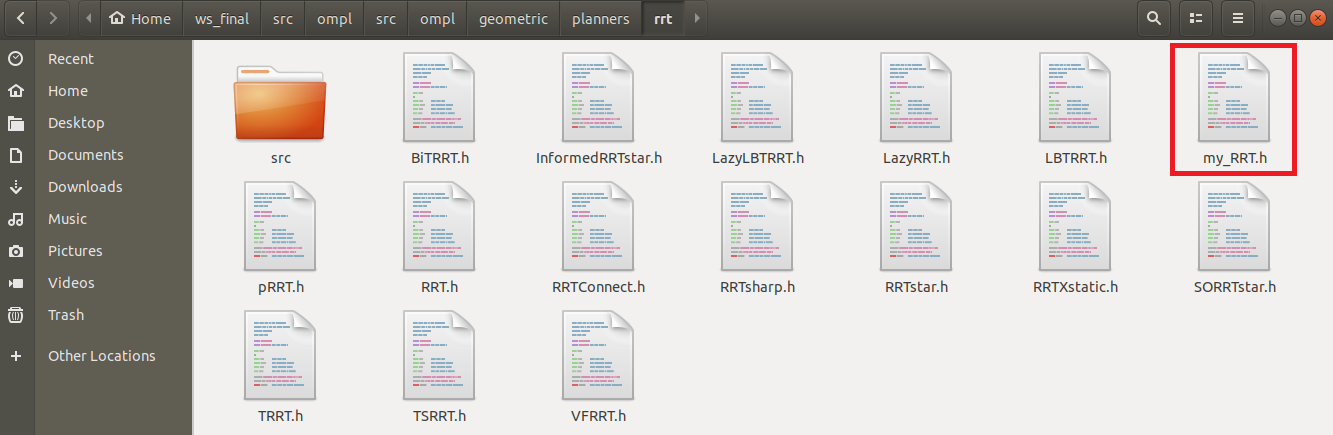 Home ws_final src ompl src ompl geometric planners rrt
Recent
Home
Desktop
Documents
Downloads
Music
Pictures
Videos
Trash
Other Locations
src BiTRRT.h InformedRRTstar.h LazyLBTRRT.h LazyRRT.h LBTRRT.h my_RRT.h
pRRT.h RRT.h RRTConnect.h RRTsharp.h RRTstar.h RRTXstatic.h SORRTstar.h
TRRT.h TSRRT.h VFRRT.h